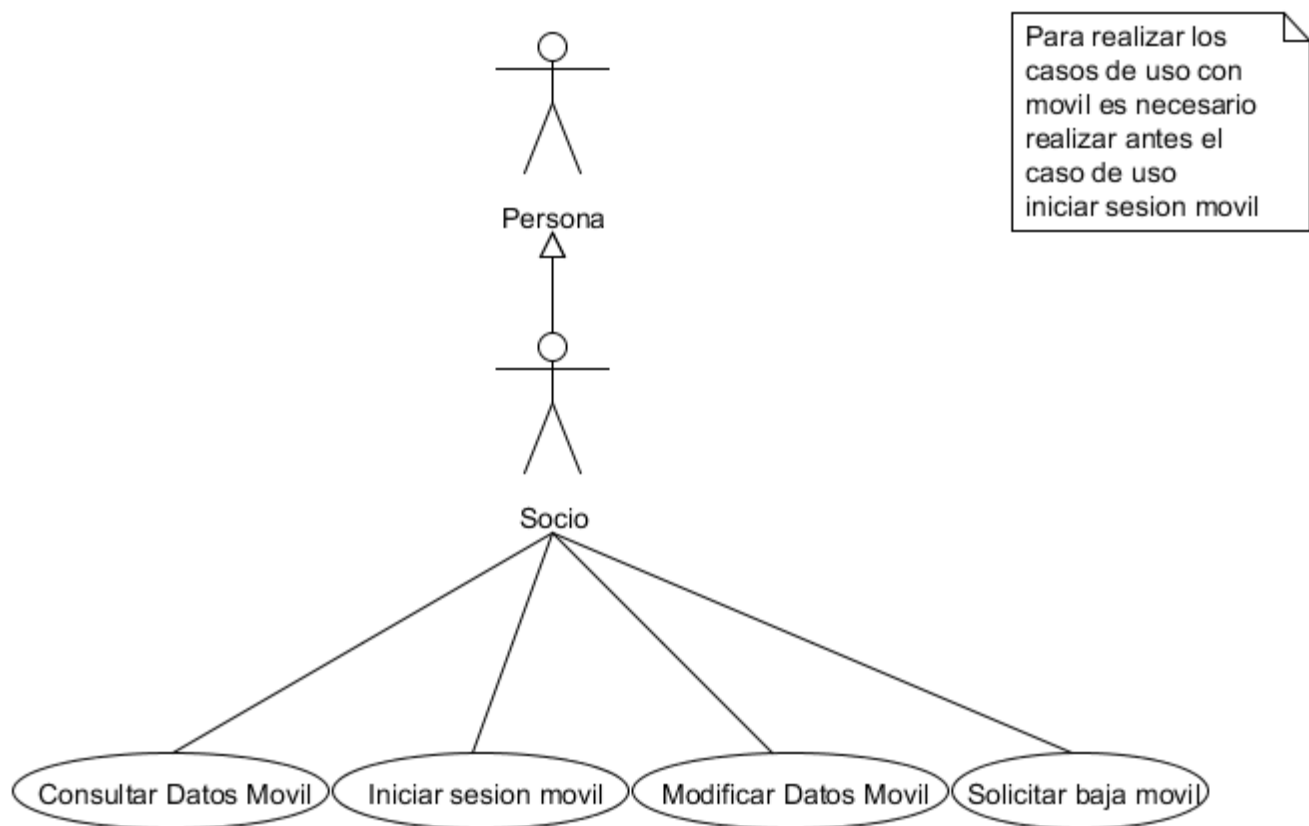 Para realizar los
casos de uso con
movil es necesario
realizar antes el
caso de uso
iniciar sesion movil
Persona
Socio
Consultar Datos Movil
Iniciar sesion movil
Modificar Datos Movil
Solicitar baja movil